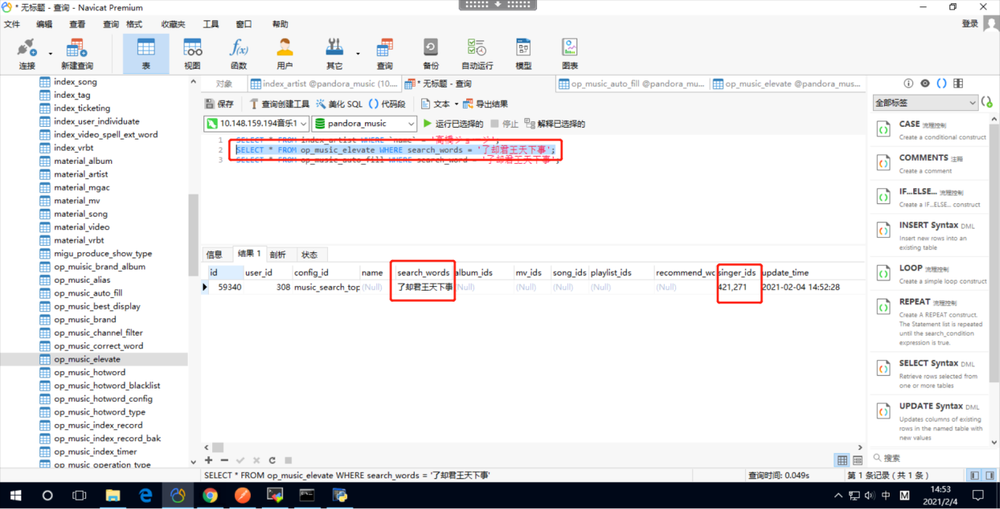 * 无标题 - 查询 - Navicat Premium
文件 编辑 查看 查询 格式 收藏夹 工具 窗口 帮助 登录
连接 新建查询 表 视图 函数 用户 其它 查询 备份 自动运行 模型 图表
对象 index_artist @pandora_music (10.... * 无标题 - 查询 op_music_auto_fill @pandora_mu... op_music_elevate @pandora_mus...
保存 查询创建工具 美化 SQL () 代码段 文本 导出结果
10.148.159.194音乐1 pandora_music 运行已选择的 停止 解释已选择的
1 SELECT * FROM index_artist WHERE `name` = '高橋ジョージ';
2 SELECT * FROM op_music_elevate WHERE search_words = '了却君王天下事';
3 SELECT * FROM op_music_auto_fill WHERE search_word = '了却君王天下事';
index_song
index_tag
index_ticketing
index_user_individuate
index_video_spell_ext_word
index_vrbt
material_album
material_artist
material_mgac
material_mv
material_song
material_video
material_vrbt
migu_produce_show_type
op_muisic_brand_album
op_music_alias
op_music_auto_fill
op_music_best_display
op_music_brand
op_music_channel_filter
op_music_correct_word
op_music_elevate
op_music_hotword
op_music_hotword_blacklist
op_music_hotword_config
op_music_hotword_type
op_music_index_record
op_music_index_record_bak
op_music_index_timer
op_music_operation_type
信息 结果 1 剖析 状态
id user_id config_id name search_words album_ids mv_ids song_ids playlist_ids recommend_wc singer_ids update_time
59340 308 music_search_top (Null) 了却君王天下事 (Null) (Null) (Null) (Null) (Null) 421,271 2021-02-04 14:52:28
全部标签
CASE 流程控制
Create a conditional construct
COMMENTS 注释
Create a comment
IF...ELSE... 流程控制
Create a IF...ELSE... construct
INSERT Syntax DML
Insert new rows into an
existing table
LOOP 流程控制
Create a simple loop construct
REPEAT 流程控制
Create A REPEAT construct.
The Statement list is repeated
until the search_condition
expression is true.
SELECT Syntax DML
Retrieve rows selected from
one or more tables
UPDATE Syntax DML
Updates columns of existing
rows in the named table with
new values
搜索
SELECT * FROM op_music_elevate WHERE search_words = '了却君王天下事' 查询时间: 0.049s 第 1 条记录 (共 1 条)
中 M 14:53
2021/2/4